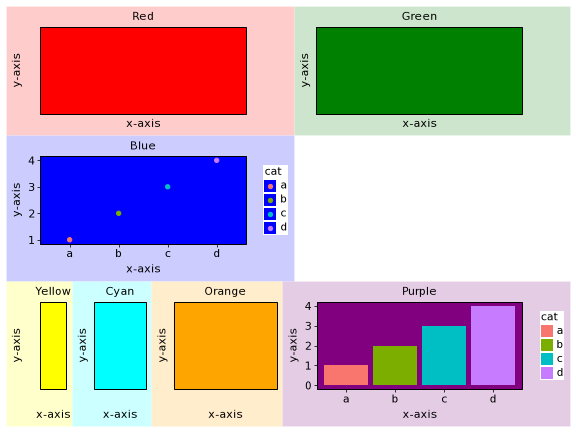 Red
y-axis
x-axis
Green
y-axis
x-axis
Blue
y-axis
4
3
2
1
a b c d
x-axis
cat
a
b
c
d
Yellow
y-axis
x-axis
Cyan
y-axis
x-axis
Orange
y-axis
x-axis
Purple
y-axis
4
3
2
1
0
a b c d
x-axis
cat
a
b
c
d